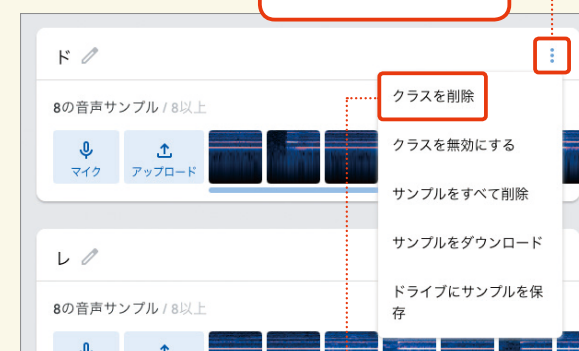 ド
8の音声サンプル / 8以上
マイク
アップロード
クラスを削除
クラスを無効にする
サンプルをすべて削除
サンプルをダウンロード
ドライブにサンプルを保
存
レ
8の音声サンプル / 8以上